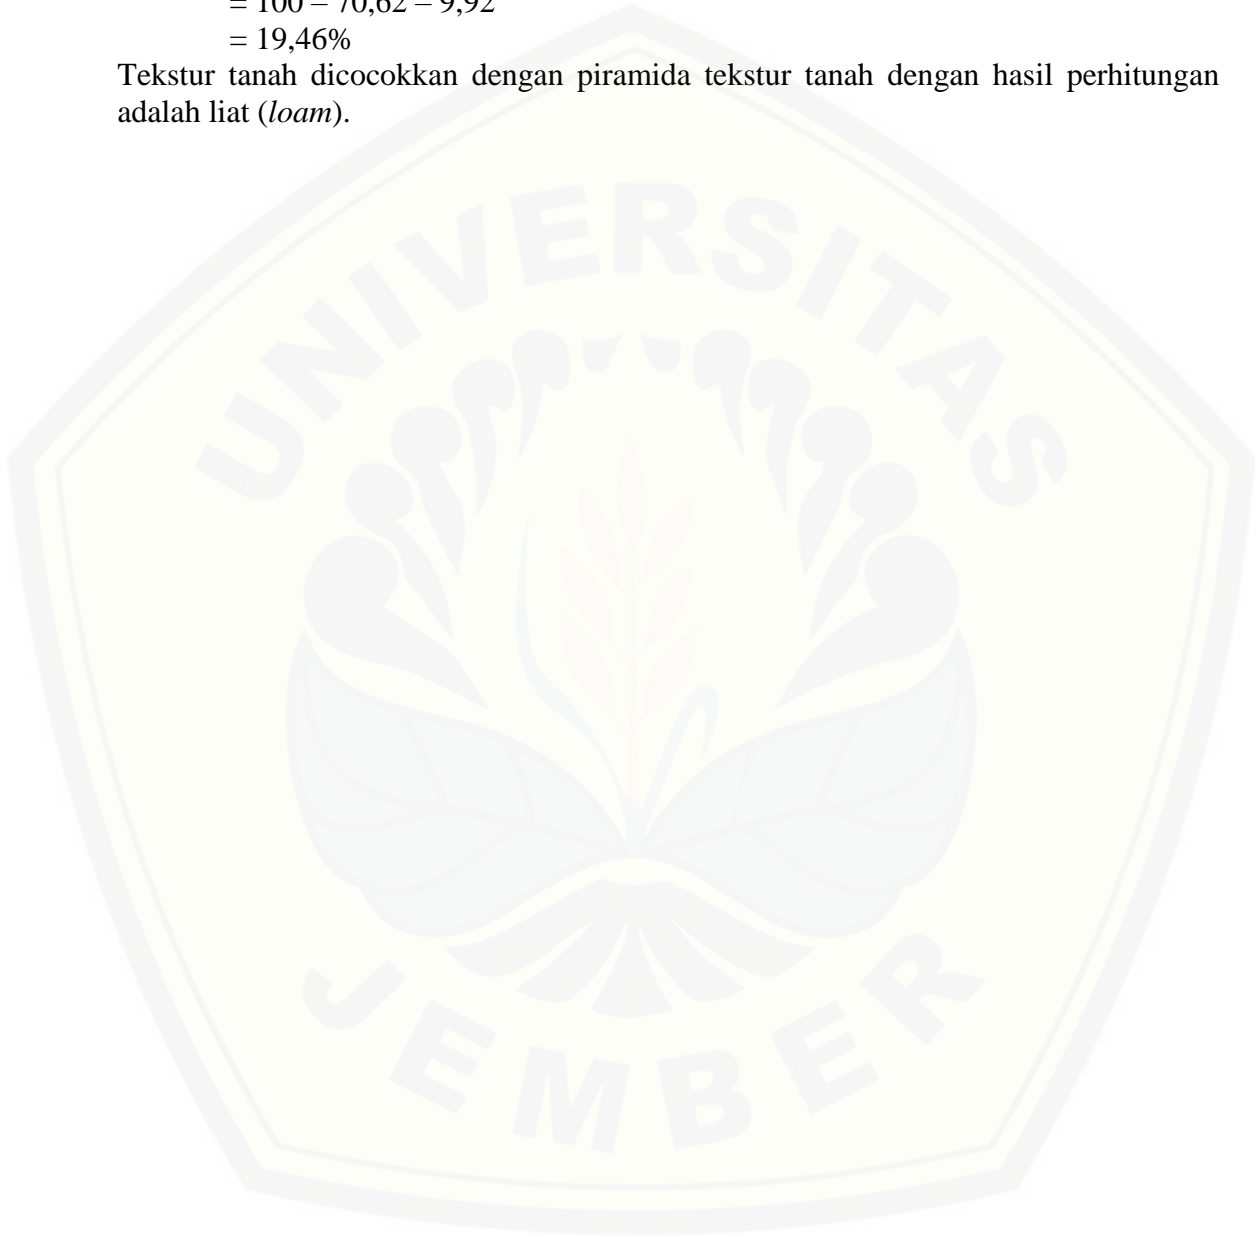 = 100 – 70,62 – 9,92
= 19,46%
Tekstur tanah dicocokkan dengan piramida tekstur tanah dengan hasil perhitungan
adalah liat (loam).
UNIVERSITAS
JEMBER